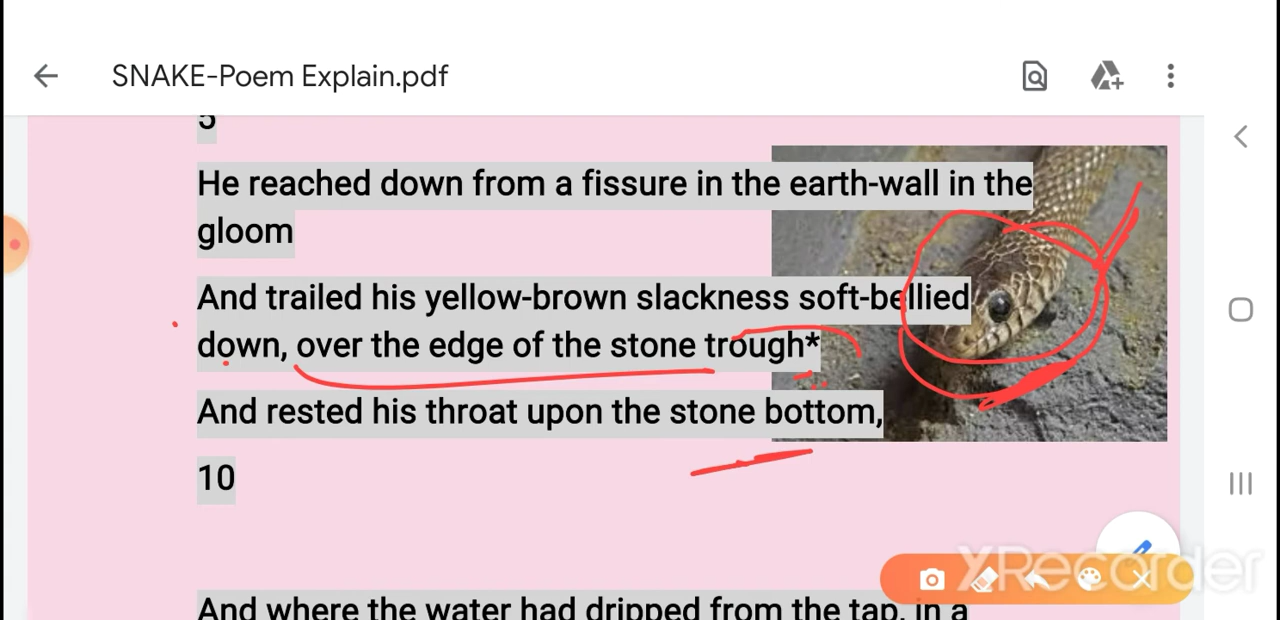 SNAKE-Poem Explain.pdf
5
He reached down from a fissure in the earth-wall in the
gloom
And trailed his yellow-brown slackness soft-bellied
down, over the edge of the stone trough*
And rested his throat upon the stone bottom,
10
And where the water had dripped from the tap, in a
XRecorder